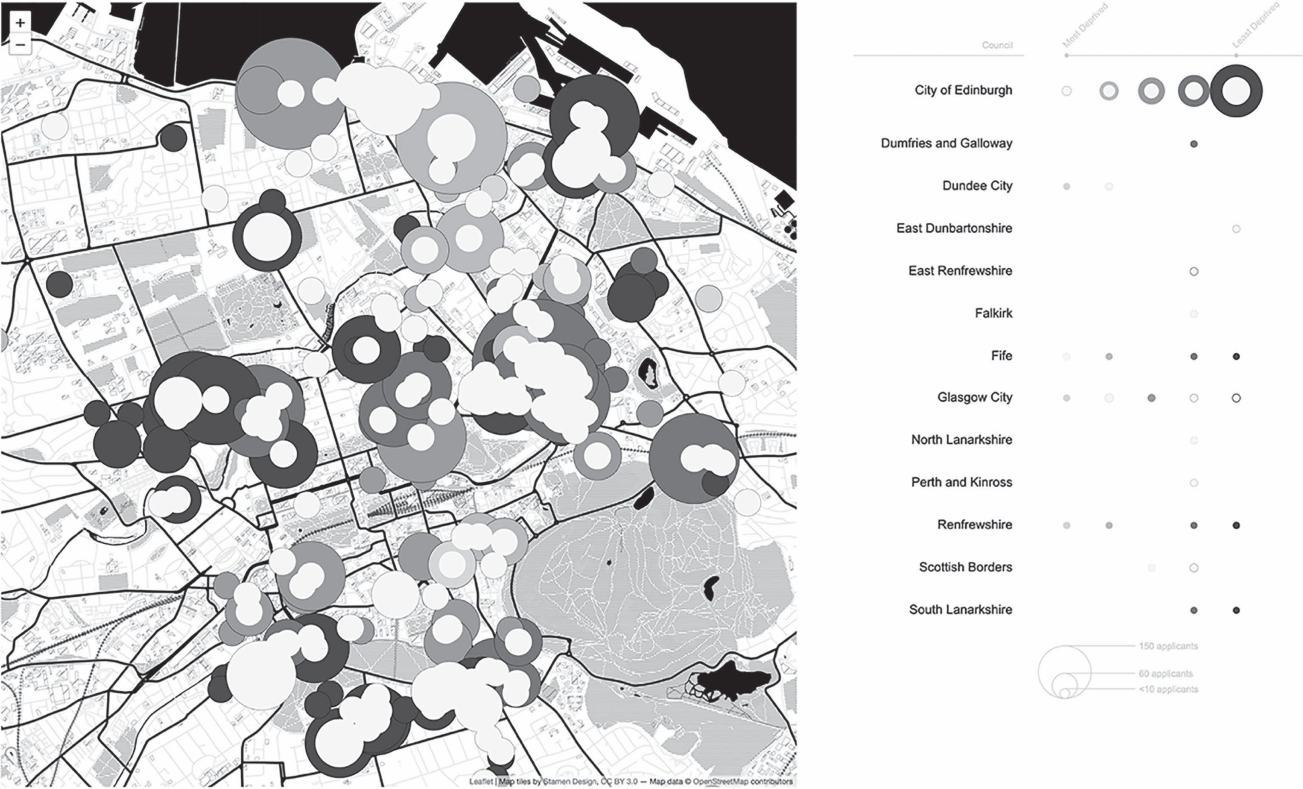 +
−
Most Deprived
Least Deprived
Council
City of Edinburgh
Dumfries and Galloway
Dundee City
East Dunbartonshire
East Renfrewshire
Falkirk
Fife
Glasgow City
North Lanarkshire
Perth and Kinross
Renfrewshire
Scottish Borders
South Lanarkshire
150 applicants
60 applicants
<10 applicants
Leaflet | Map tiles by Stamen Design, CC BY 3.0 — Map data © OpenStreetMap contributors